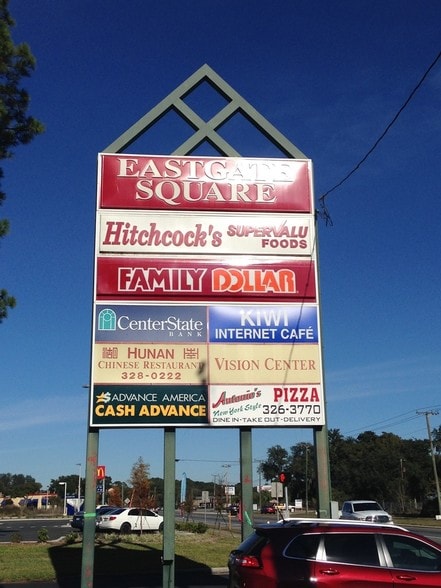 EASTGATE
SQUARE
Hitchcock's SUPERVALU
FOODS
FAMILY DOLLAR
CenterState
BANK
KIWI
INTERNET CAFÉ
HUNAN
CHINESE RESTAURANT
328-0222
VISION CENTER
ADVANCE AMERICA
CASH ADVANCE
Antonio's PIZZA
New York Style 326-3770
DINE IN-TAKE OUT-DELIVERY